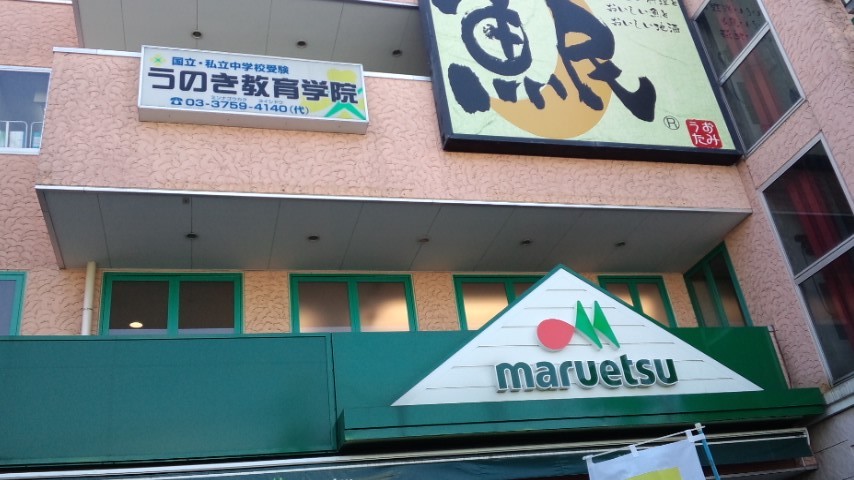 国立・私立中学校受験
うのき教育学院
☎03-3759-4140(代)
おいしい魚と
おいしい地酒
魚民
R
おみ
うた
maruetsu